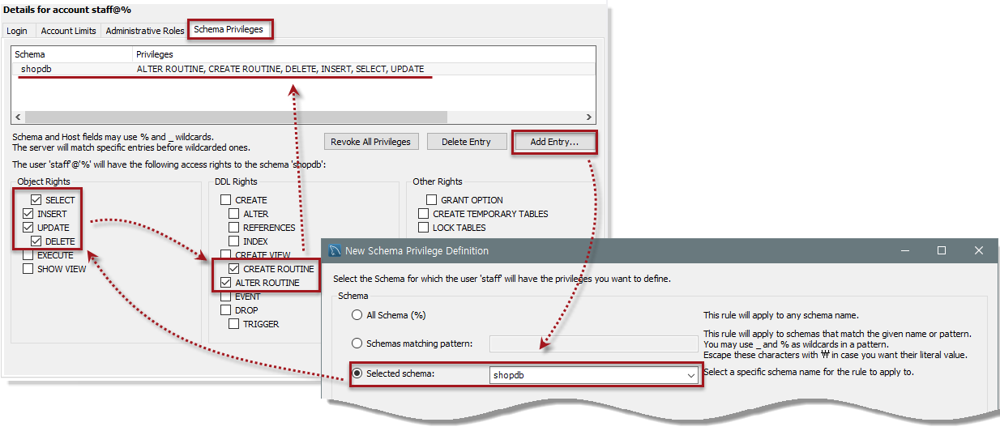 Details for account staff@%
Login Account Limits Administrative Roles Schema Privileges
Schema Privileges
shopdb ALTER ROUTINE, CREATE ROUTINE, DELETE, INSERT, SELECT, UPDATE
Schema and Host fields may use % and _ wildcards.
The server will match specific entries before wildcarded ones.
Revoke All Privileges Delete Entry Add Entry...
The user 'staff'@'%' will have the following access rights to the schema 'shopdb':
Object Rights
SELECT
INSERT
UPDATE
DELETE
EXECUTE
SHOW VIEW
DDL Rights
CREATE
ALTER
REFERENCES
INDEX
CREATE VIEW
CREATE ROUTINE
ALTER ROUTINE
EVENT
DROP
TRIGGER
Other Rights
GRANT OPTION
CREATE TEMPORARY TABLES
LOCK TABLES
New Schema Privilege Definition
Select the Schema for which the user 'staff' will have the privileges you want to define.
Schema
All Schema (%) This rule will apply to any schema name.
Schemas matching pattern: This rule will apply to schemas that match the given name or pattern.
You may use _ and % as wildcards in a pattern.
Escape these characters with ₩ in case you want their literal value.
Selected schema: shopdb Select a specific schema name for the rule to apply to.